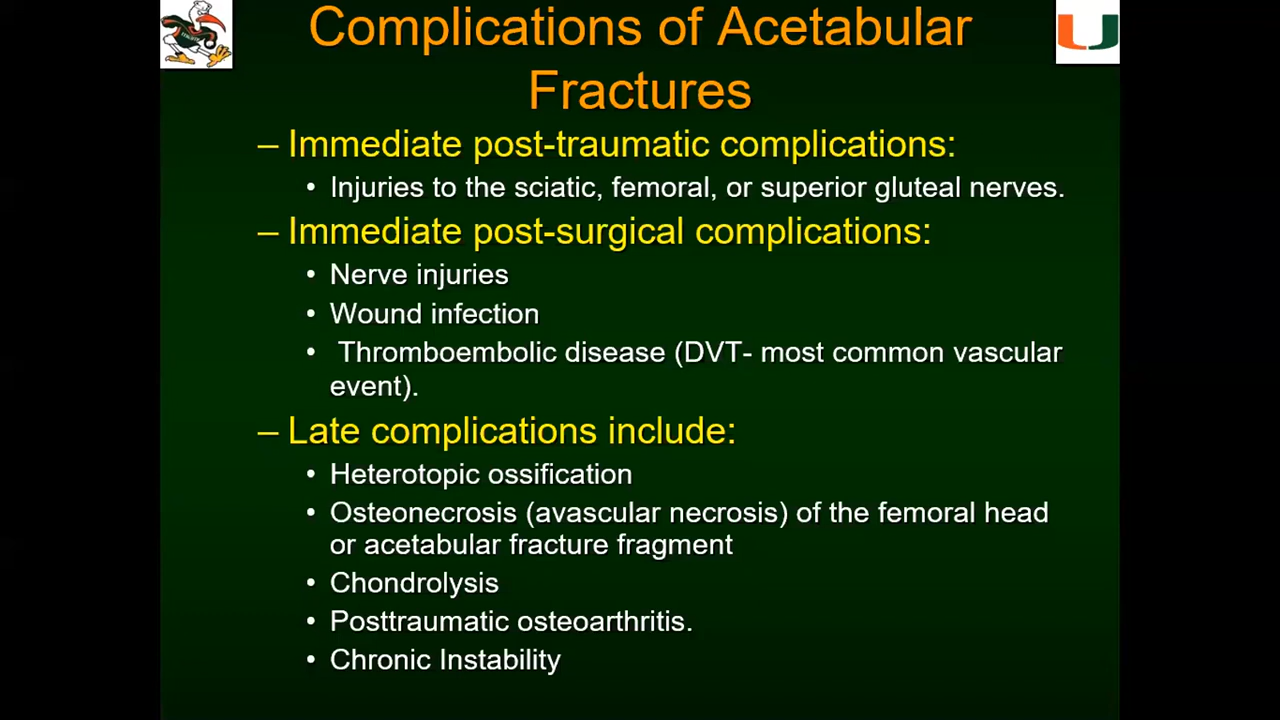 Complications of Acetabular
Fractures
– Immediate post-traumatic complications:
• Injuries to the sciatic, femoral, or superior gluteal nerves.
– Immediate post-surgical complications:
• Nerve injuries
• Wound infection
• Thromboembolic disease (DVT- most common vascular
event).
– Late complications include:
• Heterotopic ossification
• Osteonecrosis (avascular necrosis) of the femoral head
or acetabular fracture fragment
• Chondrolysis
• Posttraumatic osteoarthritis.
• Chronic Instability